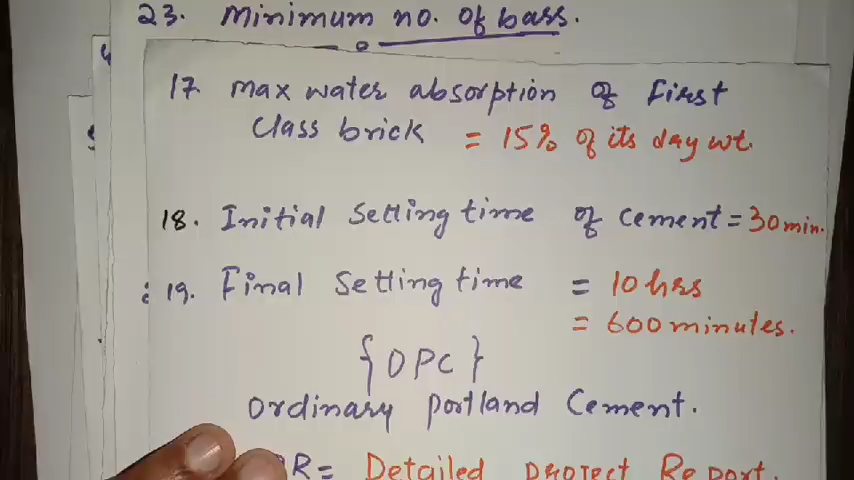 23. Minimum no. of bars.
17. Max water absorption of First
Class brick = 15% of its day wt.
18. Initial Setting time of cement = 30 min.
19. Final Setting time = 10 hrs
= 600 minutes.
{OPC}
Ordinary Portland Cement.
R = Detailed project Report.